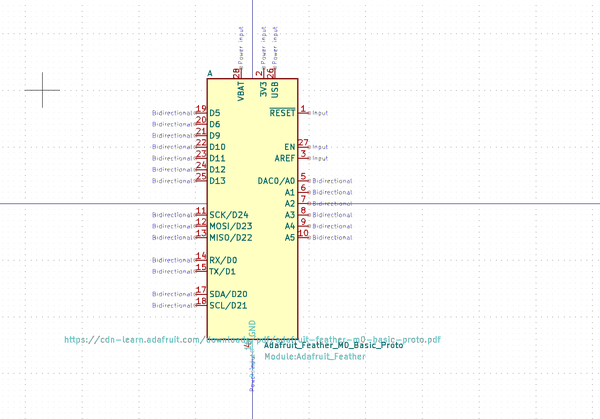 Power input
Power input
Power input
28
2
26
A
VBAT
3V3
USB
Bidirectional 19 D5
RESET 1 Input
Bidirectional 20 D6
Bidirectional 21 D9
Bidirectional 22 D10
EN 27 Input
Bidirectional 23 D11
AREF 3 Input
Bidirectional 24 D12
Bidirectional 25 D13
DAC0/A0 5 Bidirectional
A1 6 Bidirectional
A2 7 Bidirectional
Bidirectional 11 SCK/D24
A3 8 Bidirectional
Bidirectional 12 MOSI/D23
A4 9 Bidirectional
Bidirectional 13 MISO/D22
A5 10 Bidirectional
Bidirectional 14 RX/D0
Bidirectional 15 TX/D1
Bidirectional 17 SDA/D20
Bidirectional 18 SCL/D21
GND
https://cdn-learn.adafruit.com/downloads/pdf/adafruit-feather-m0-basic-proto.pdf
Adafruit_Feather_M0_Basic_Proto
Module:Adafruit_Feather
Power input